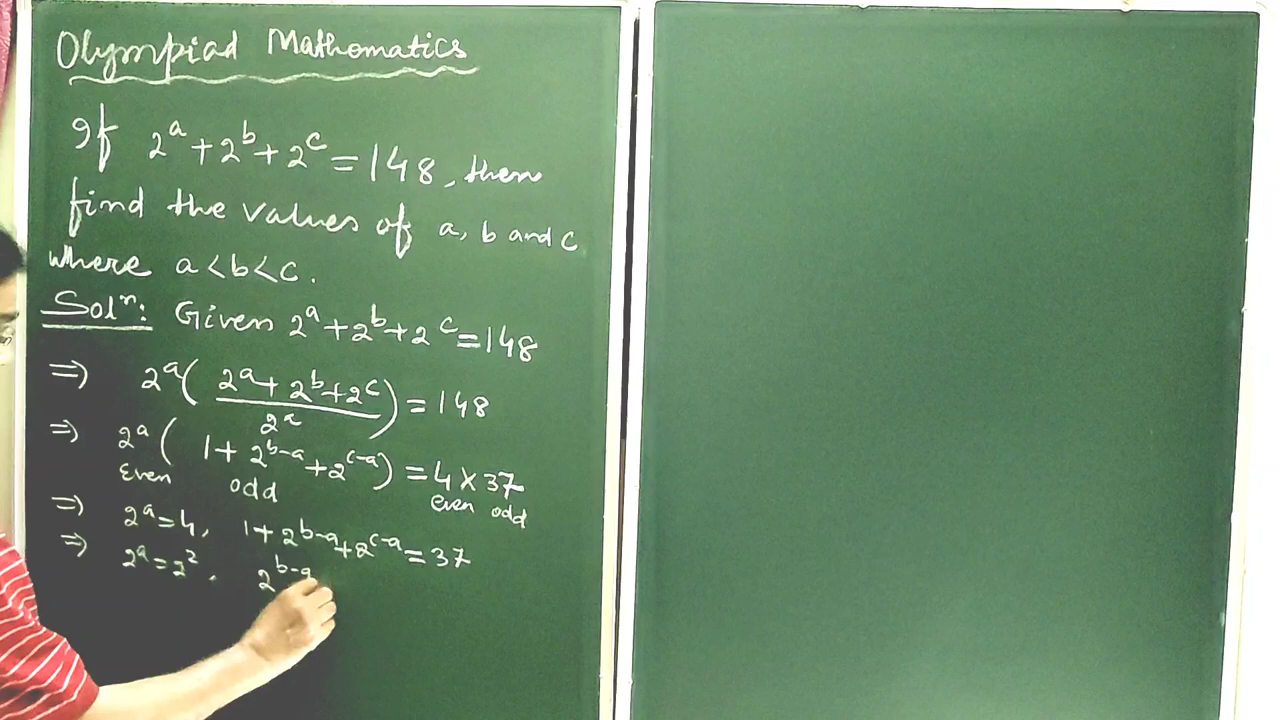 Olympiad Mathematics
If 2^a + 2^b + 2^c = 148, then
find the values of a, b and c
where a < b < c.
Solⁿ: Given 2^a + 2^b + 2^c = 148
⇒ 2^a ( (2^a + 2^b + 2^c) / 2^a ) = 148
⇒ 2^a ( 1 + 2^(b-a) + 2^(c-a) ) = 4 × 37
Even odd even odd
⇒ 2^a = 4, 1 + 2^(b-a) + 2^(c-a) = 37
⇒ 2^a = 2^2, 2^(b-a)